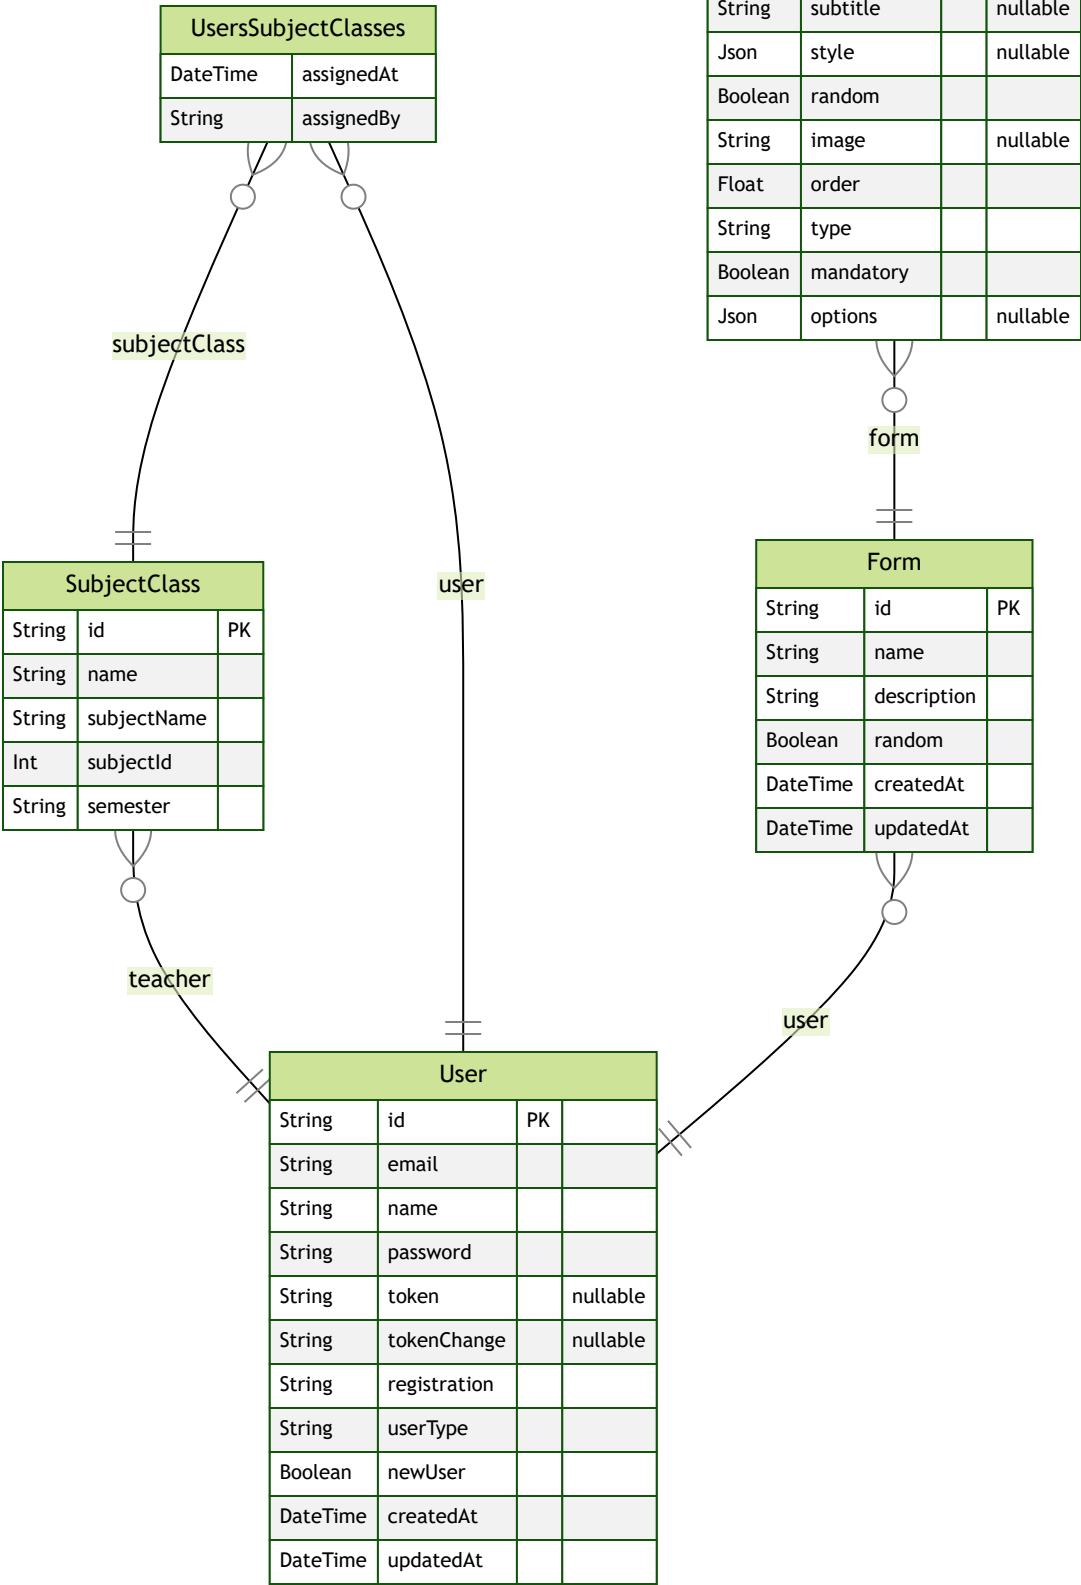 UsersSubjectClasses
DateTime assignedAt
String assignedBy
String subtitle nullable
Json style nullable
Boolean random
String image nullable
Float order
String type
Boolean mandatory
Json options nullable
subjectClass
form
user
SubjectClass
String id PK
String name
String subjectName
Int subjectId
String semester
Form
String id PK
String name
String description
Boolean random
DateTime createdAt
DateTime updatedAt
teacher
user
User
String id PK
String email
String name
String password
String token nullable
String tokenChange nullable
String registration
String userType
Boolean newUser
DateTime createdAt
DateTime updatedAt